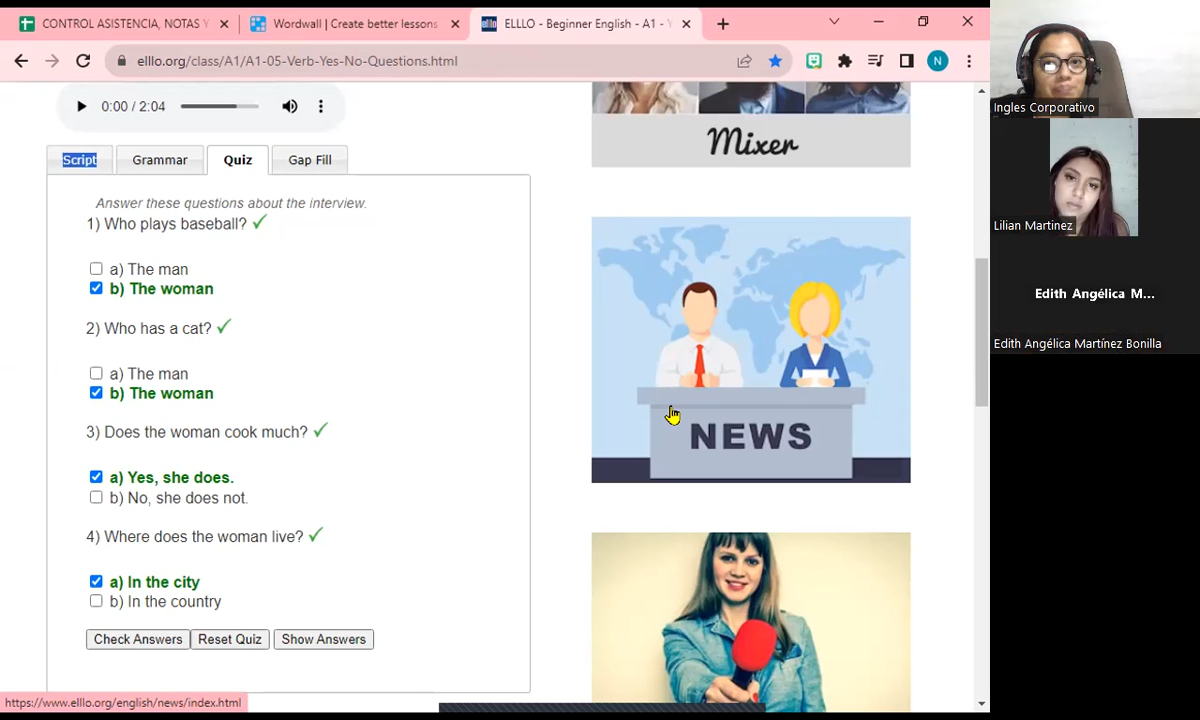 CONTROL ASISTENCIA, NOTAS Y
Wordwall | Create better lessons
ELLLO - Beginner English - A1 - Y
elllo.org/class/A1/A1-05-Verb-Yes-No-Questions.html
N
0:00 / 2:04
Script
Grammar
Quiz
Gap Fill
Answer these questions about the interview.
1) Who plays baseball?
a) The man
b) The woman
2) Who has a cat?
a) The man
b) The woman
3) Does the woman cook much?
a) Yes, she does.
b) No, she does not.
4) Where does the woman live?
a) In the city
b) In the country
Check Answers
Reset Quiz
Show Answers
https://www.elllo.org/english/news/index.html
Mixer
NEWS
Ingles Corporativo
Lilian Martinez
Edith Angélica M...
Edith Angélica Martínez Bonilla